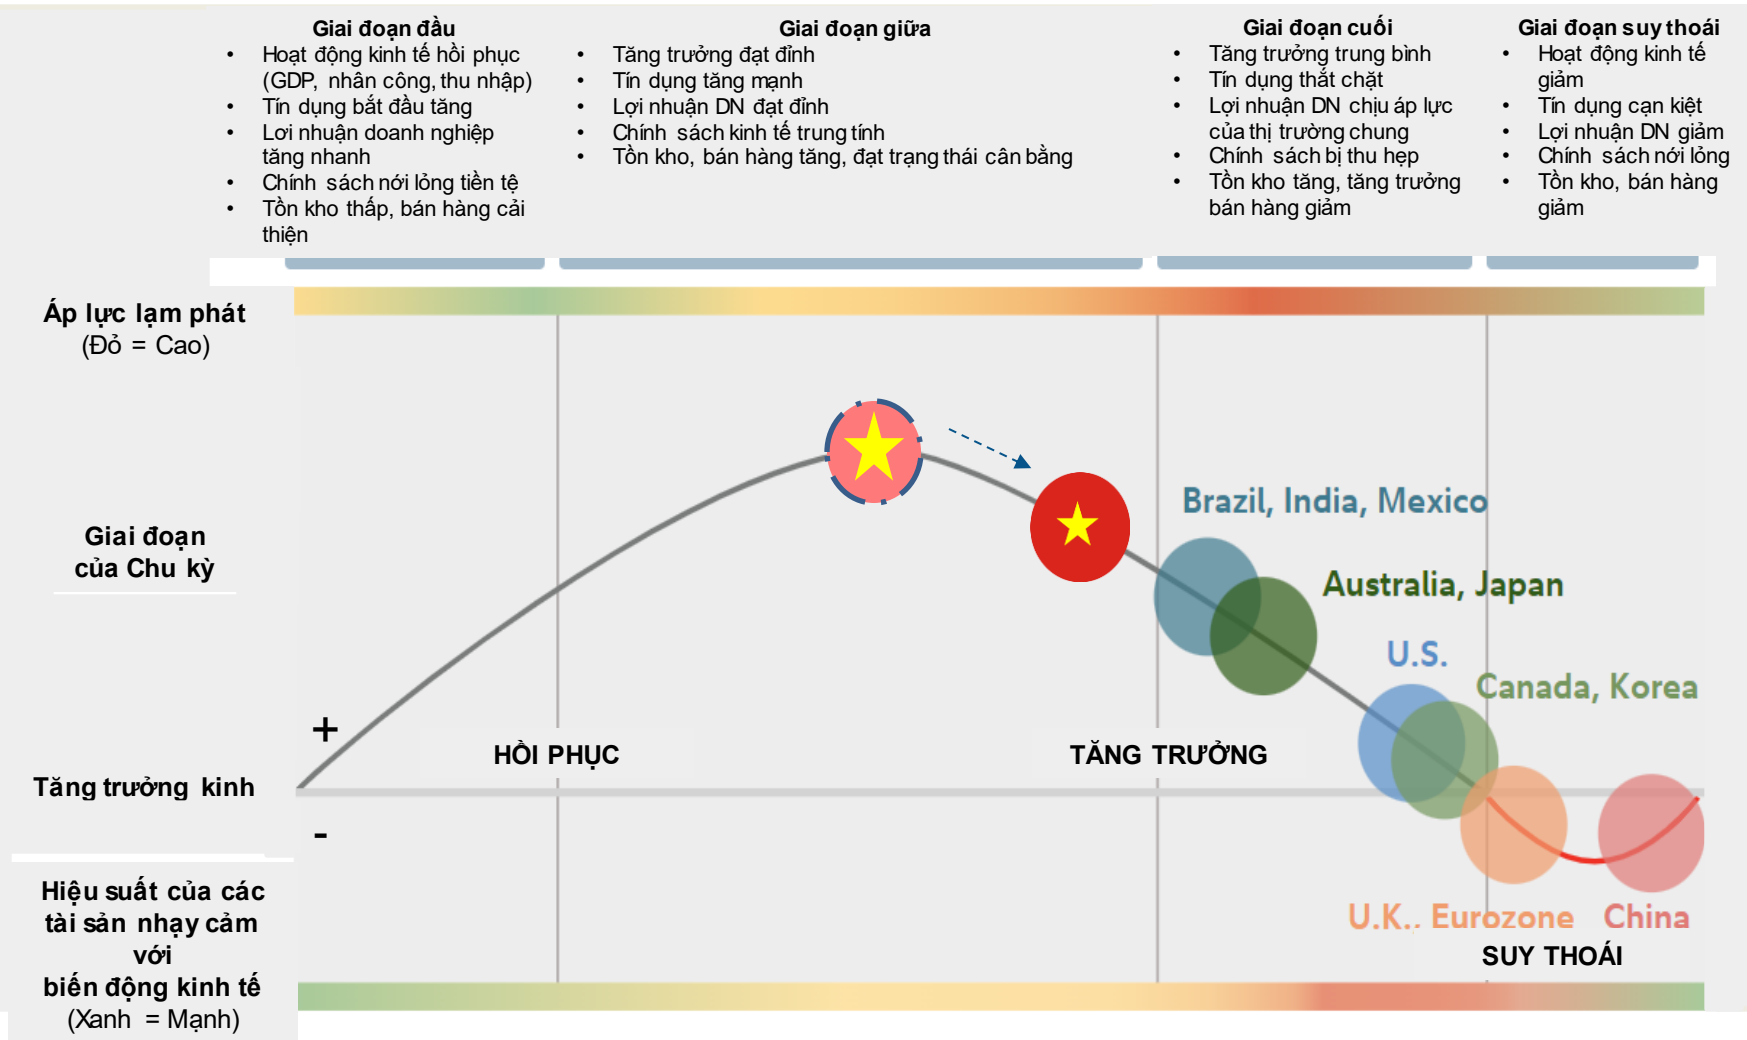 Giai đoạn đầu
• Hoạt động kinh tế hồi phục
(GDP, nhân công, thu nhập)
• Tín dụng bắt đầu tăng
• Lơi nhuận doanh nghiệp
tăng nhanh
• Chính sách nới lỏng tiền tệ
• Tồn kho thấp, bán hàng cải
thiện
Giai đoạn giữa
• Tăng trưởng đạt đỉnh
• Tín dụng tăng mạnh
• Lợi nhuận DN đạt đỉnh
• Chính sách kinh tế trung tính
• Tồn kho, bán hàng tăng, đạt trạng thái cân bằng
Giai đoạn cuối
• Tăng trưởng trung bình
• Tín dụng thắt chặt
• Lợi nhuận DN chịu áp lực
của thị trường chung
• Chính sách bị thu hẹp
• Tồn kho tăng, tăng trưởng
bán hàng giảm
Giai đoạn suy thoái
• Hoạt động kinh tế
giảm
• Tín dụng cạn kiệt
• Lợi nhuận DN giảm
• Chính sách nới lỏng
• Tồn kho, bán hàng
giảm
Áp lực lạm phát
(Đỏ = Cao)
Giai đoạn
của Chu kỳ
Brazil, India, Mexico
Australia, Japan
U.S.
Canada, Korea
+
HỒI PHỤC
TĂNG TRƯỞNG
Tăng trưởng kinh
-
U.K., Eurozone
China
SUY THOÁI
Hiệu suất của các
tài sản nhạy cảm
với
biến động kinh tế
(Xanh = Mạnh)